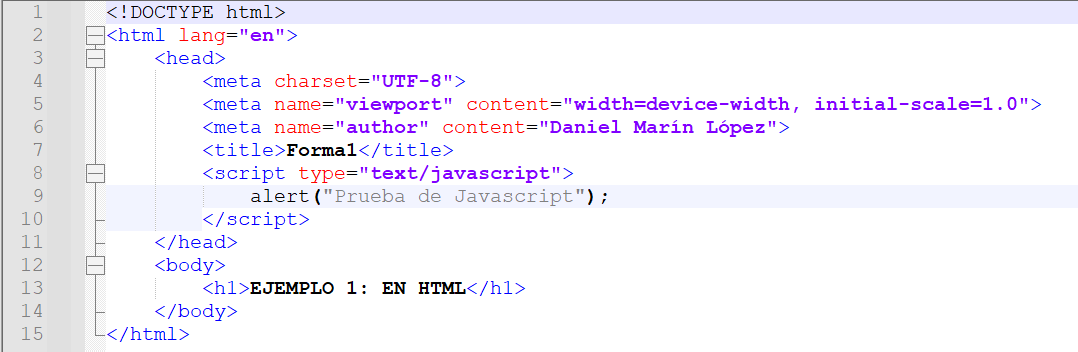 1 <!DOCTYPE html>
2 <html lang="en">
3 <head>
4 <meta charset="UTF-8">
5 <meta name="viewport" content="width=device-width, initial-scale=1.0">
6 <meta name="author" content="Daniel Marín López">
7 <title>Forma1</title>
8 <script type="text/javascript">
9 alert("Prueba de Javascript");
10 </script>
11 </head>
12 <body>
13 <h1>EJEMPLO 1: EN HTML</h1>
14 </body>
15 </html>